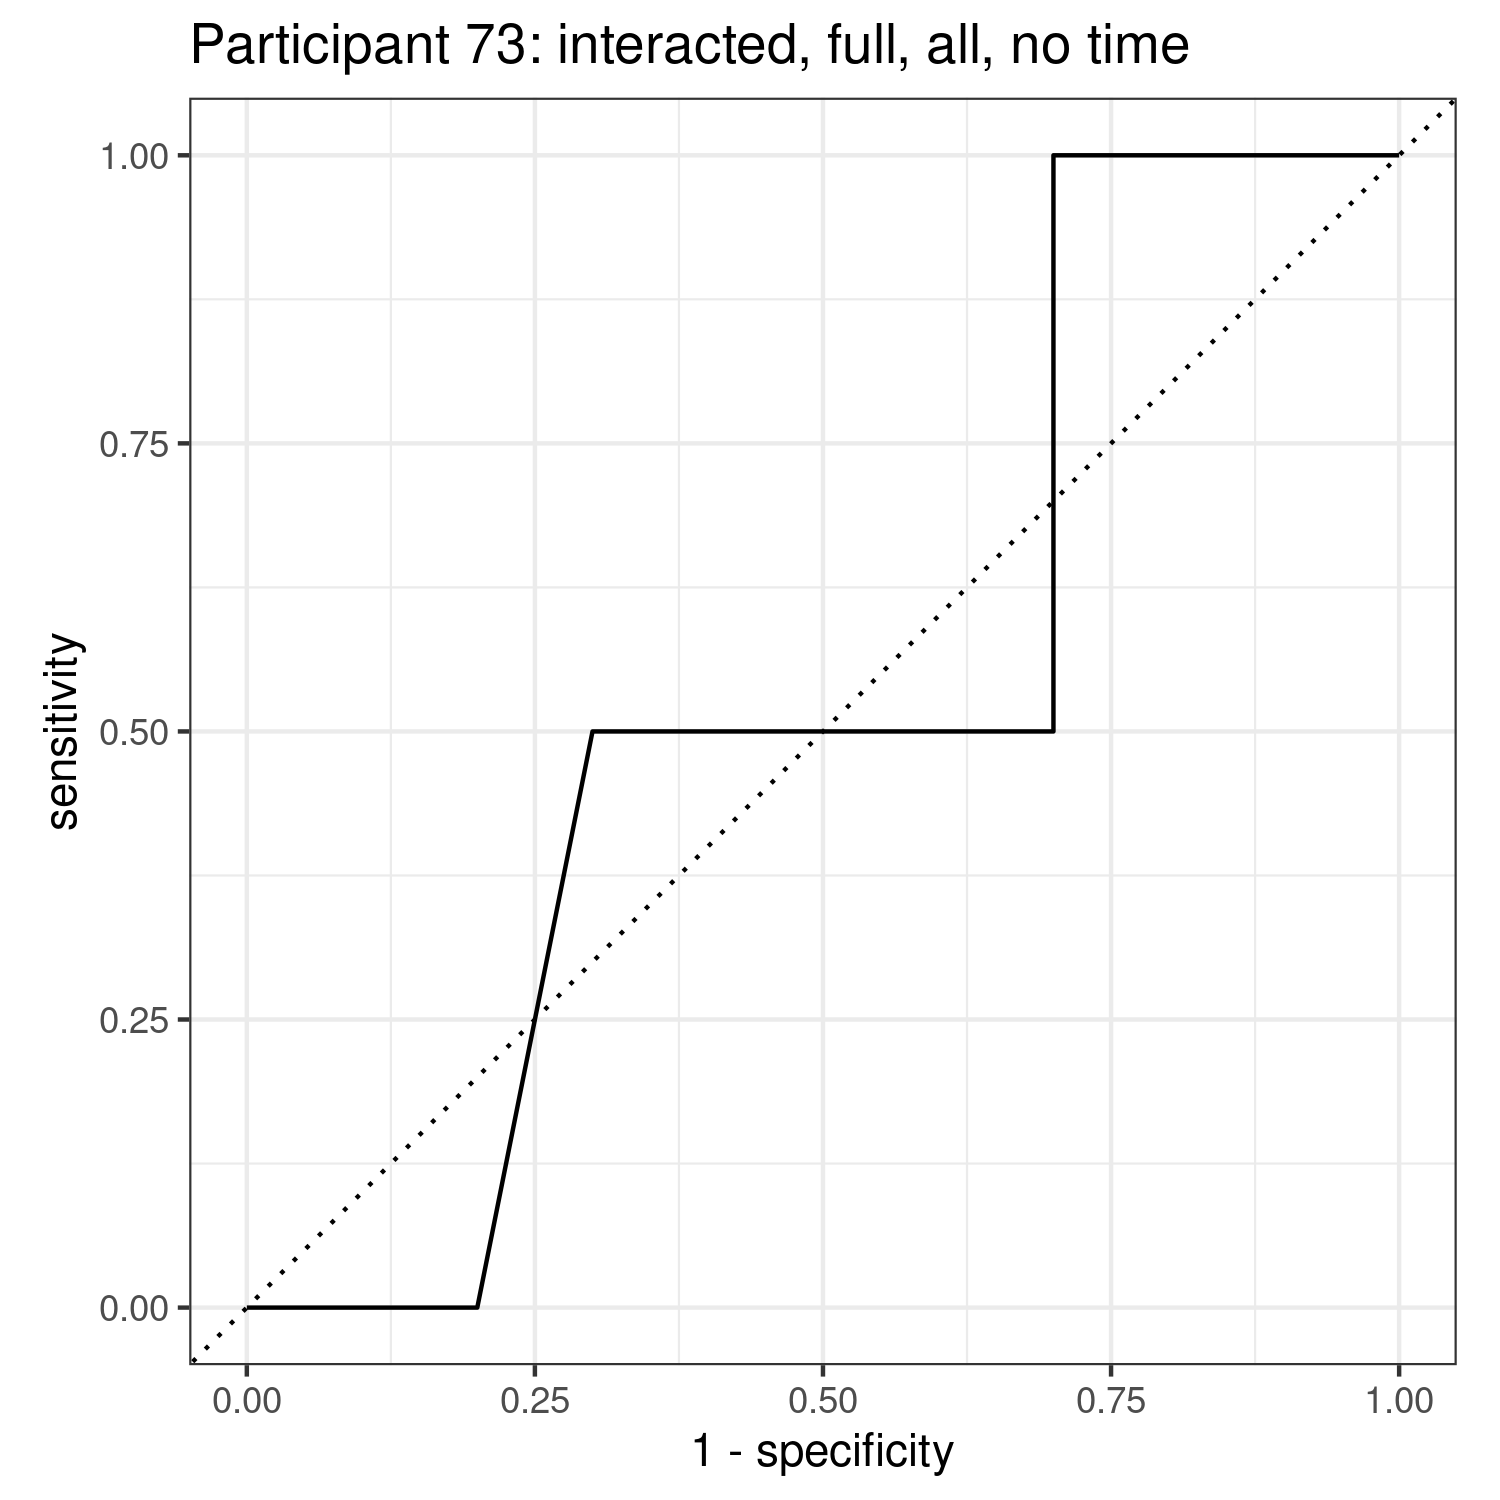 Participant 73: interacted, full, all, no time
1.00
0.75
0.50
0.25
0.00
sensitivity
0.00 0.25 0.50 0.75 1.00
1 - specificity